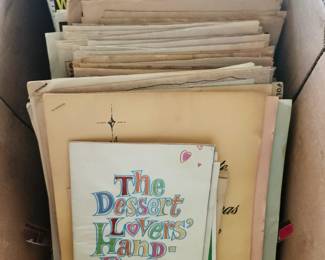 The
Dessert
Lovers'
Hand-